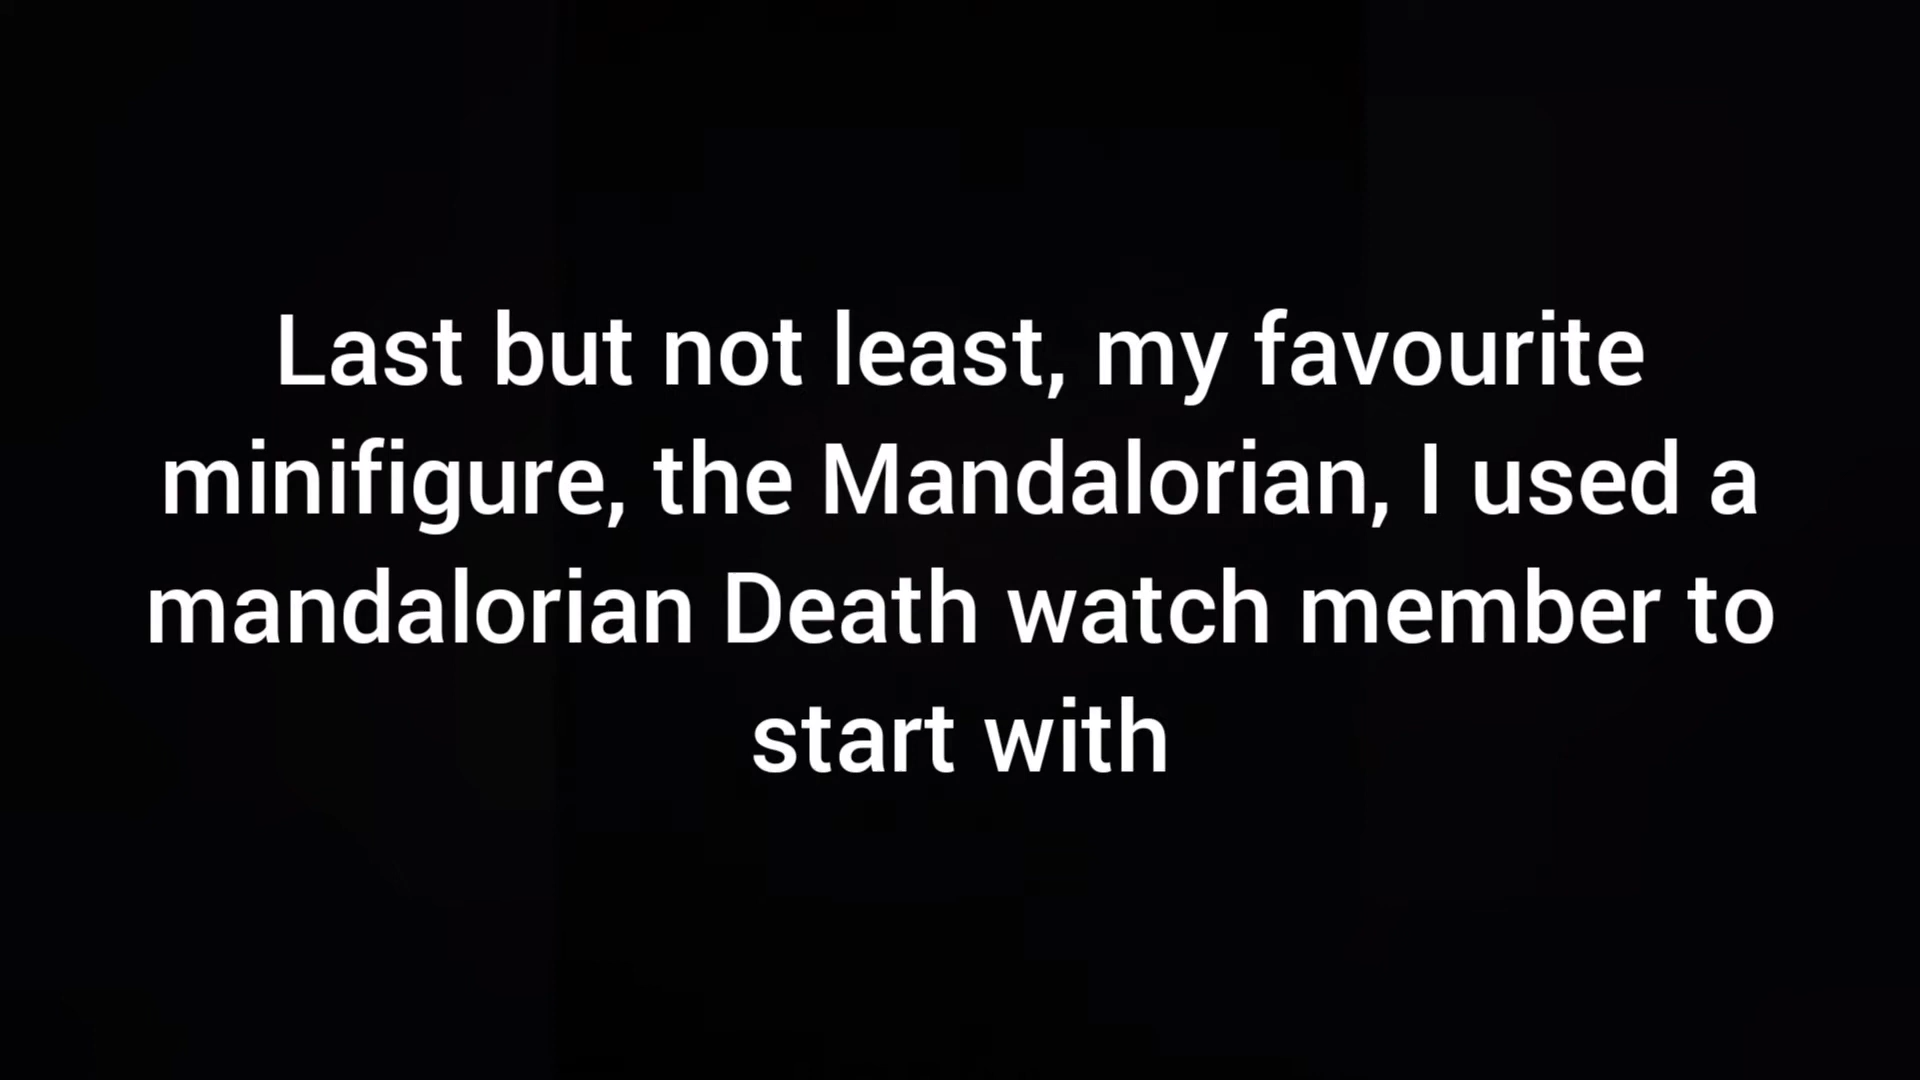 Last but not least, my favourite
minifigure, the Mandalorian, I used a
mandalorian Death watch member to
start with